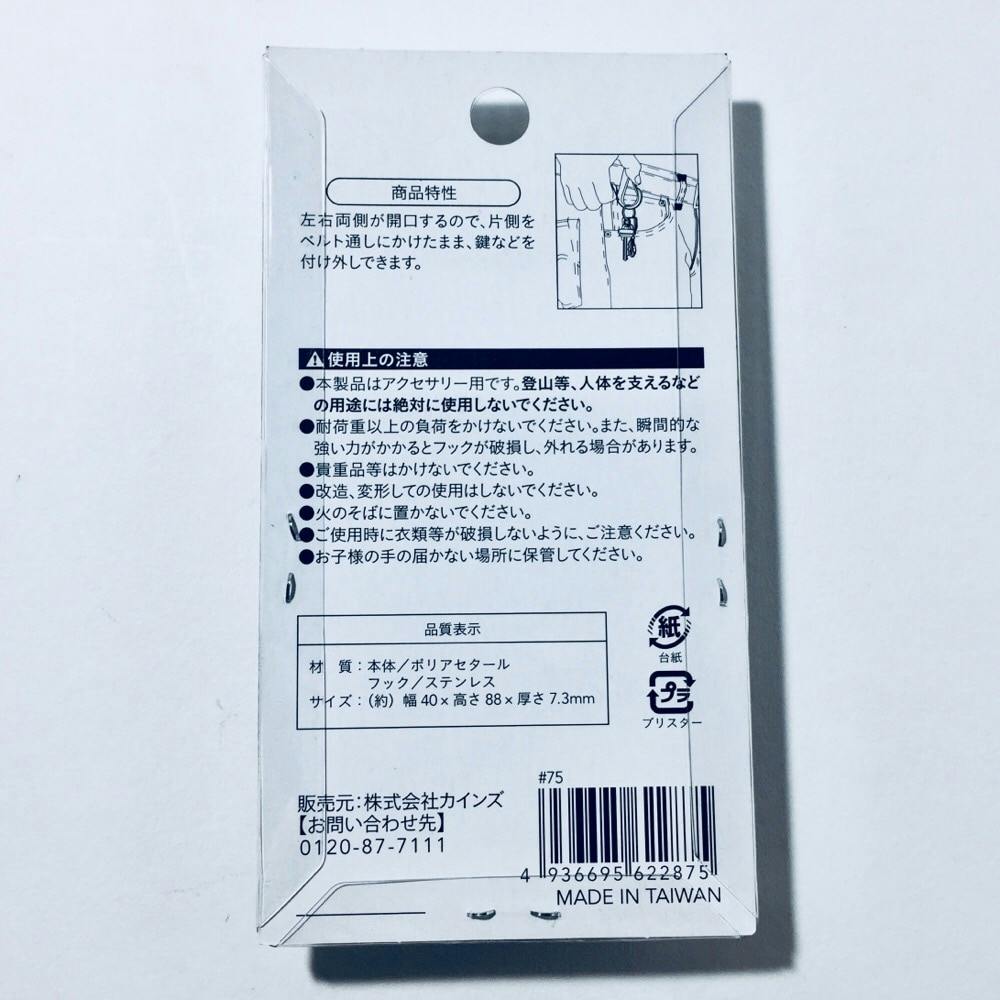 商品特性
左右両側が開口するので、片側を
ベルト通しにかけたまま、鍵などを
付け外しできます。
使用上の注意
●本製品はアクセサリー用です。登山等、人体を支えるなど
の用途には絶対に使用しないでください。
●耐荷重以上の負荷をかけないでください。また、瞬間的な
強い力がかかるとフックが破損し、外れる場合があります。
●貴重品等はかけないでください。
●改造、変形しての使用はしないでください。
●火のそばに置かないでください。
●ご使用時に衣類等が破損しないように、ご注意ください。
●お子様の手の届かない場所に保管してください。
品質表示
材 質：本体／ポリアセタール
フック／ステンレス
サイズ：（約）幅40×高さ88×厚さ7.3mm
紙
台紙
プラ
ブリスター
販売元：株式会社カインズ
【お問い合わせ先】
0120-87-7111
#75
4 936695 622875
MADE IN TAIWAN